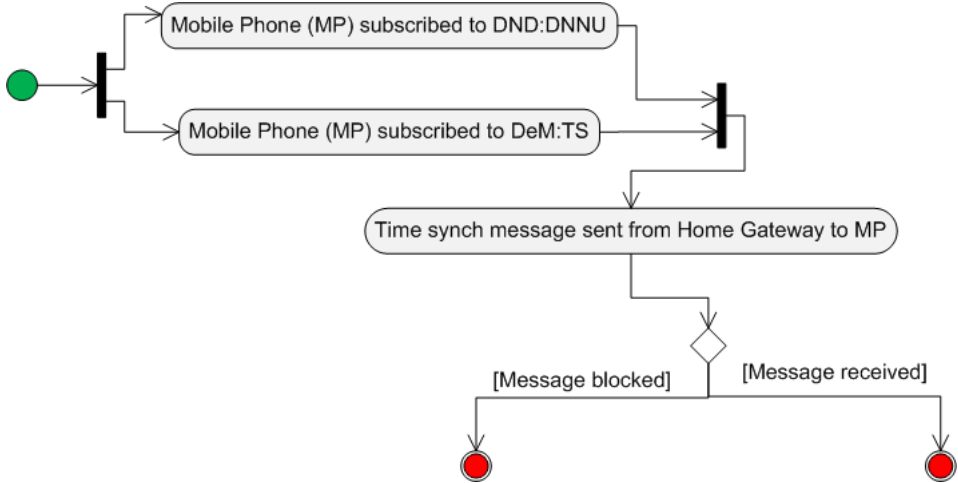 Mobile Phone (MP) subscribed to DND:DNNU
Mobile Phone (MP) subscribed to DeM:TS
Time synch message sent from Home Gateway to MP
[Message blocked]
[Message received]